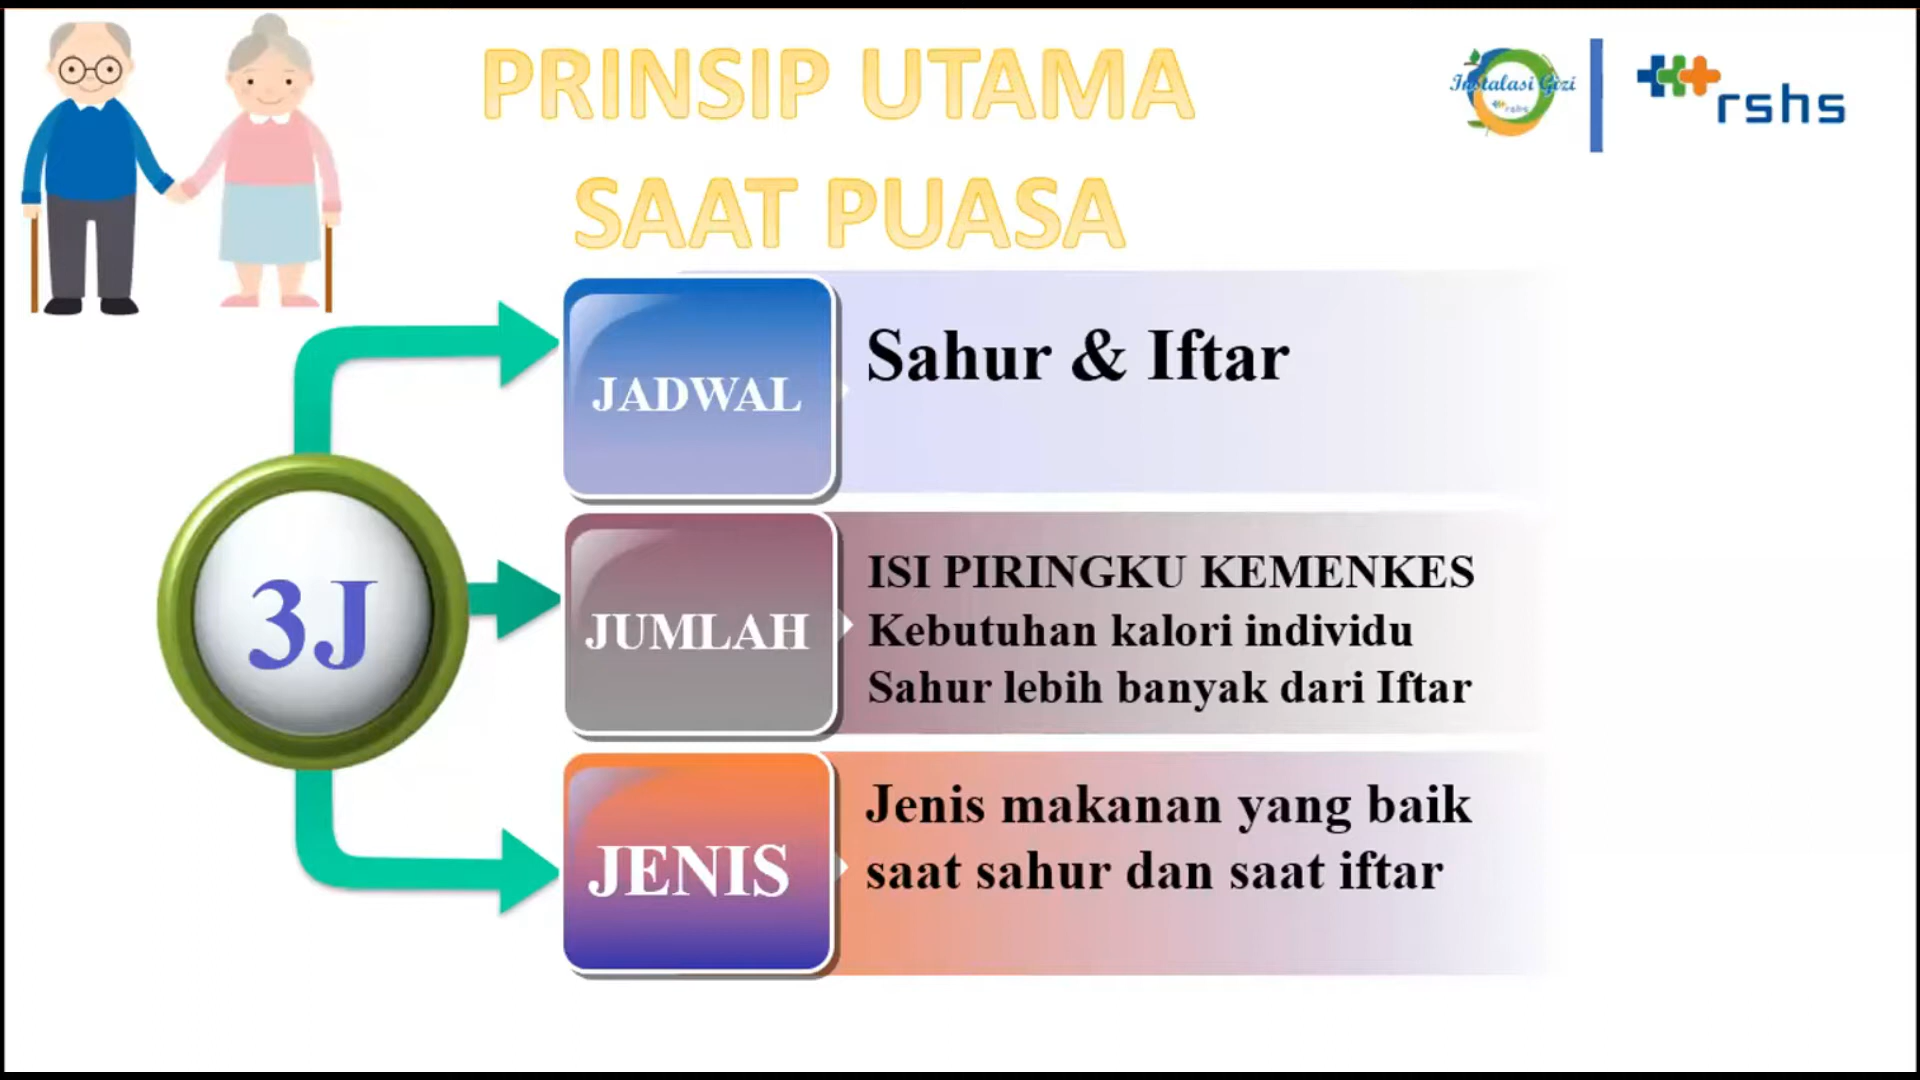 PRINSIP UTAMA
SAAT PUASA
Instalasi Gizi
rshs
rshs
3J
JADWAL
Sahur & Iftar
JUMLAH
ISI PIRINGKU KEMENKES
Kebutuhan kalori individu
Sahur lebih banyak dari Iftar
JENIS
Jenis makanan yang baik
saat sahur dan saat iftar